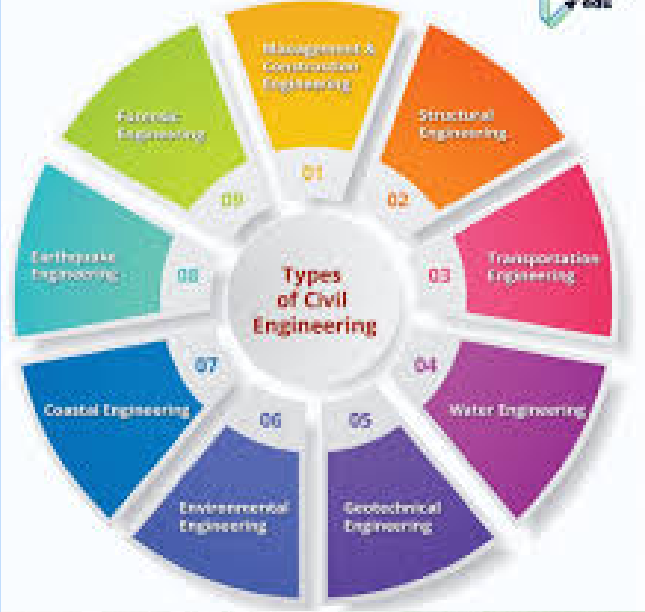 Types
of Civil
Engineering
01
Management &
Construction
Engineering
02
Structural
Engineering
03
Transportation
Engineering
04
Water Engineering
05
Geotechnical
Engineering
06
Environmental
Engineering
07
Coastal Engineering
08
Earthquake
Engineering
09
Forensic
Engineering